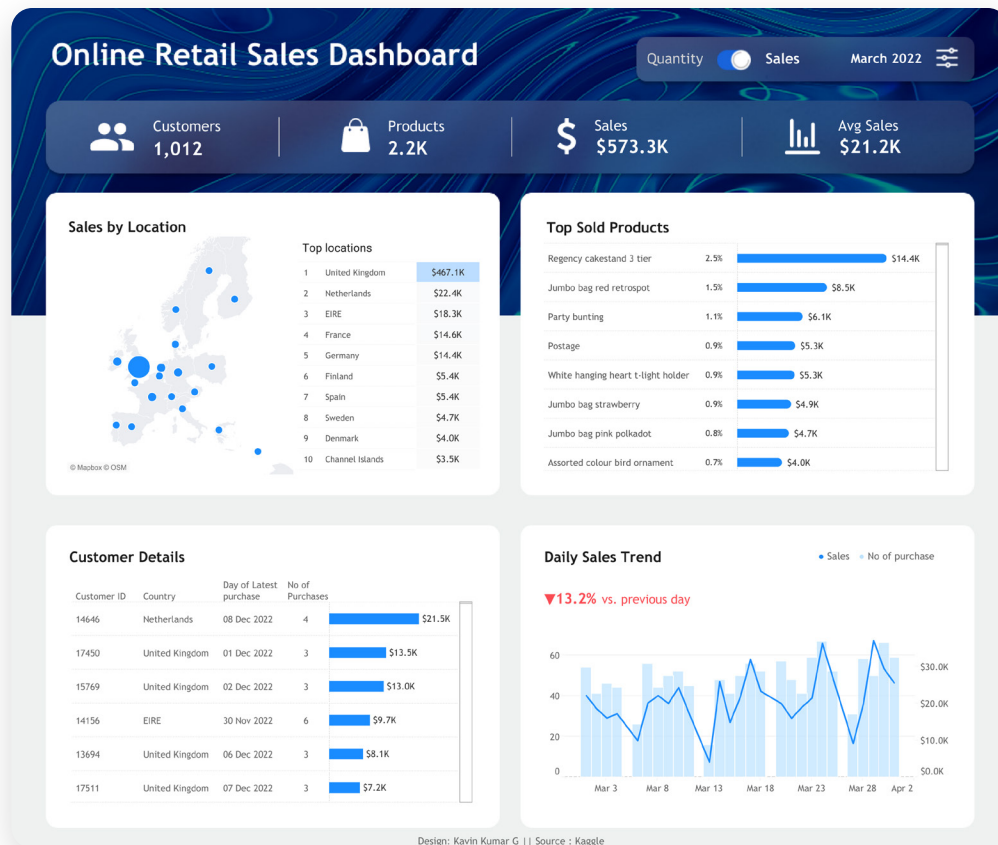 Online Retail Sales Dashboard
Quantity Sales March 2022
Customers
1,012
Products
2.2K
Sales
$573.3K
Avg Sales
$21.2K
Sales by Location
Top locations
1 United Kingdom $467.1K
2 Netherlands $22.4K
3 EIRE $18.3K
4 France $14.6K
5 Germany $14.4K
6 Finland $5.4K
7 Spain $5.4K
8 Sweden $4.7K
9 Denmark $4.0K
10 Channel Islands $3.5K
© Mapbox © OSM
Top Sold Products
Regency cakestand 3 tier 2.5% $14.4K
Jumbo bag red retrospot 1.5% $8.5K
Party bunting 1.1% $6.1K
Postage 0.9% $5.3K
White hanging heart t-light holder 0.9% $5.3K
Jumbo bag strawberry 0.9% $4.9K
Jumbo bag pink polkadot 0.8% $4.7K
Assorted colour bird ornament 0.7% $4.0K
Customer Details
Customer ID Country Day of Latest purchase No of Purchases
14646 Netherlands 08 Dec 2022 4 $21.5K
17450 United Kingdom 01 Dec 2022 3 $13.5K
15769 United Kingdom 02 Dec 2022 3 $13.0K
14156 EIRE 30 Nov 2022 6 $9.7K
13694 United Kingdom 06 Dec 2022 3 $8.1K
17511 United Kingdom 07 Dec 2022 3 $7.2K
Daily Sales Trend
Sales No of purchase
▼13.2% vs. previous day
60
40
20
0
$30.0K
$20.0K
$10.0K
$0.0K
Mar 3 Mar 8 Mar 13 Mar 18 Mar 23 Mar 28 Apr 2
Design: Kavin Kumar G || Source : Kaggle